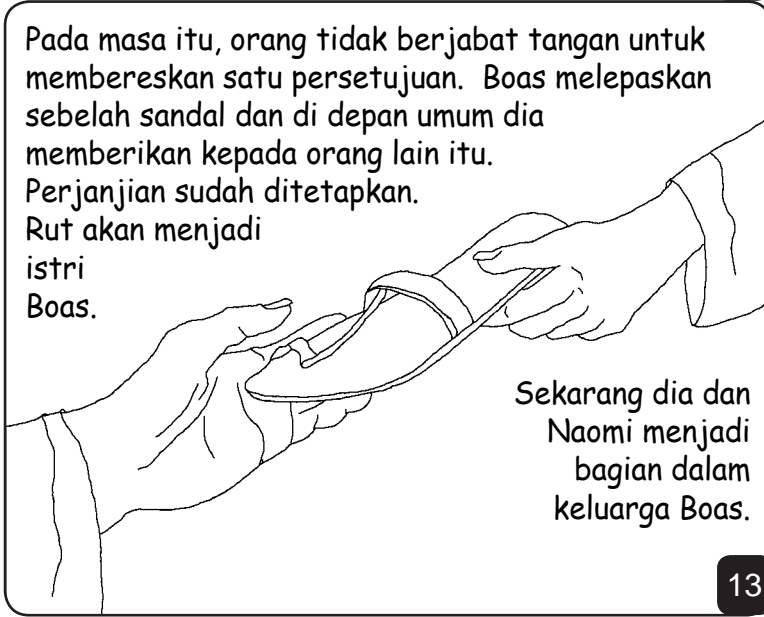 Pada masa itu, orang tidak berjabat tangan untuk
membereskan satu persetujuan. Boas melepaskan
sebelah sandal dan di depan umum dia
memberikan kepada orang lain itu.
Perjanjian sudah ditetapkan.
Rut akan menjadi
istri
Boas.
Sekarang dia dan
Naomi menjadi
bagian dalam
keluarga Boas.
13